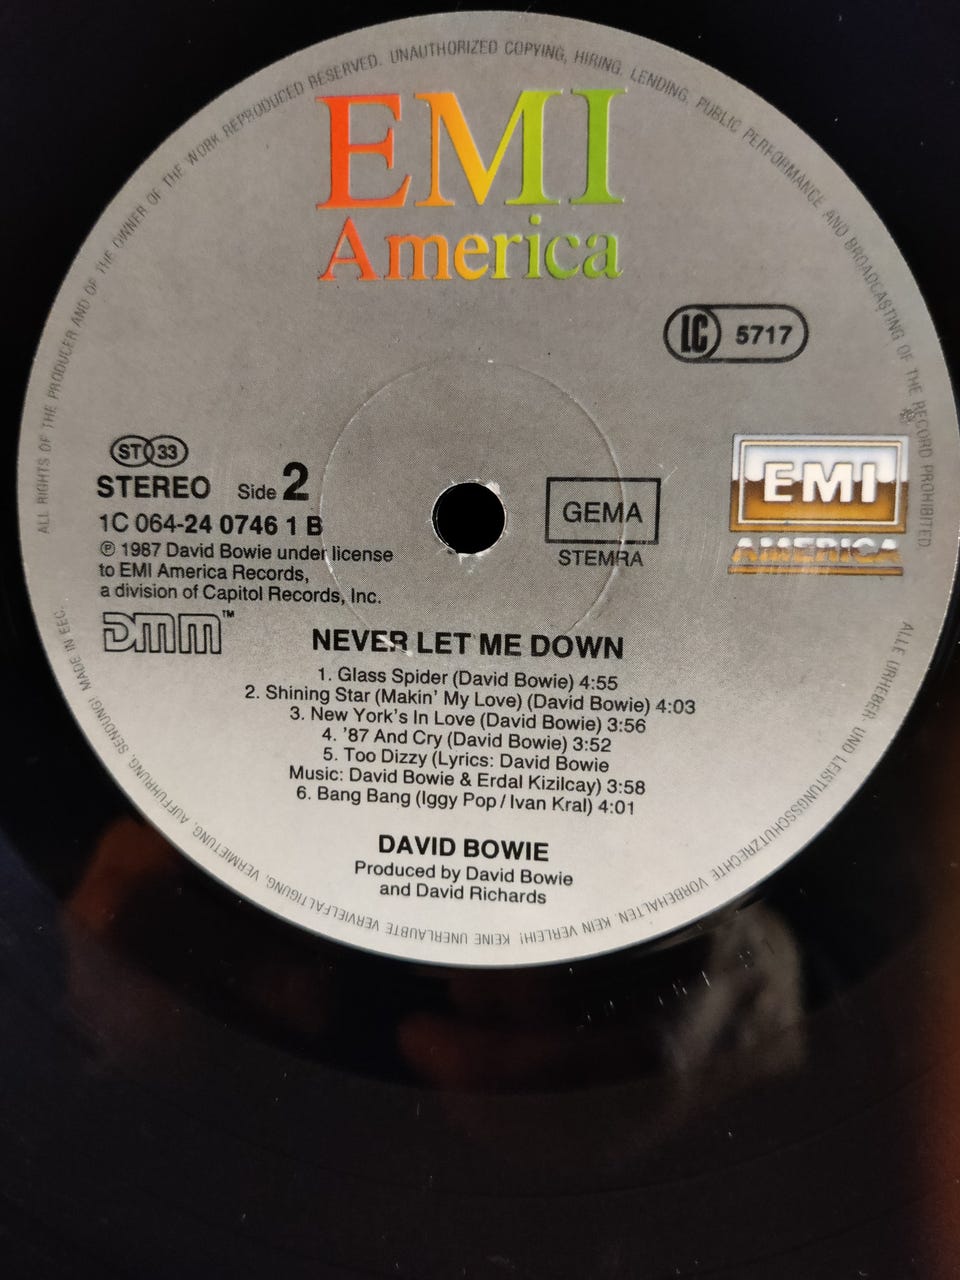 ALL RIGHTS OF THE PRODUCER AND OF THE OWNER OF THE WORK REPRODUCED RESERVED. UNAUTHORIZED COPYING, HIRING, LENDING, PUBLIC PERFORMANCE AND BROADCASTING OF THE RECORD PROHIBITED.
EMI
America
LC 5717
EMI
AMERICA
ST 33
STEREO Side 2
1C 064-24 0746 1 B
℗ 1987 David Bowie under license
to EMI America Records,
a division of Capitol Records, Inc.
DMM™
GEMA
STEMRA
NEVER LET ME DOWN
1. Glass Spider (David Bowie) 4:55
2. Shining Star (Makin' My Love) (David Bowie) 4:03
3. New York's In Love (David Bowie) 3:56
4. '87 And Cry (David Bowie) 3:52
5. Too Dizzy (Lyrics: David Bowie
Music: David Bowie & Erdal Kizilcay) 3:58
6. Bang Bang (Iggy Pop / Ivan Kral) 4:01
DAVID BOWIE
Produced by David Bowie
and David Richards
ALLE URHEBER- UND LEISTUNGSSCHUTZRECHTE VORBEHALTEN. KEIN VERLEIH! KEINE UNERLAUBTE VERVIELFÄLTIGUNG, VERMIETUNG, AUFFÜHRUNG, SENDUNG! MADE IN EEC.